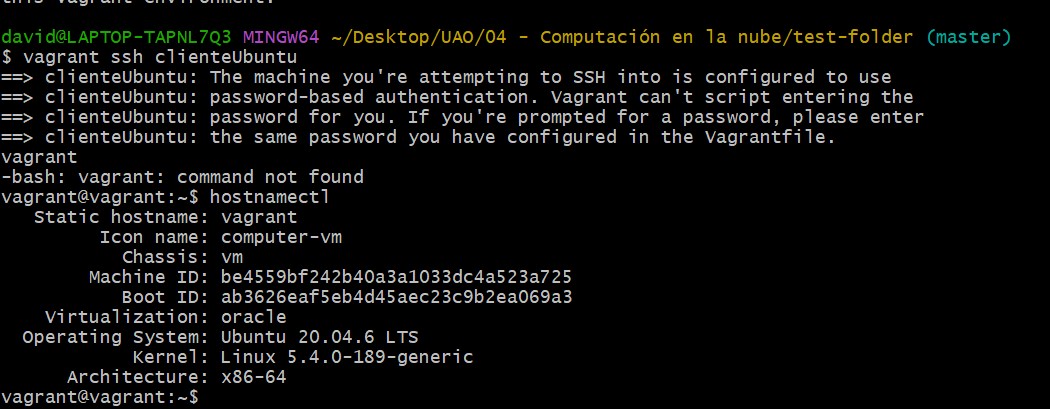 this vagrant environment.
david@LAPTOP-TAPNL7Q3 MINGW64 ~/Desktop/UAO/04 - Computación en la nube/test-folder (master)
$ vagrant ssh clienteUbuntu
==> clienteUbuntu: The machine you're attempting to SSH into is configured to use
==> clienteUbuntu: password-based authentication. Vagrant can't script entering the
==> clienteUbuntu: password for you. If you're prompted for a password, please enter
==> clienteUbuntu: the same password you have configured in the Vagrantfile.
vagrant
-bash: vagrant: command not found
vagrant@vagrant:~$ hostnamectl
   Static hostname: vagrant
         Icon name: computer-vm
           Chassis: vm
        Machine ID: be4559bf242b40a3a1033dc4a523a725
           Boot ID: ab3626eaf5eb4d45aec23c9b2ea069a3
    Virtualization: oracle
  Operating System: Ubuntu 20.04.6 LTS
            Kernel: Linux 5.4.0-189-generic
      Architecture: x86-64
vagrant@vagrant:~$